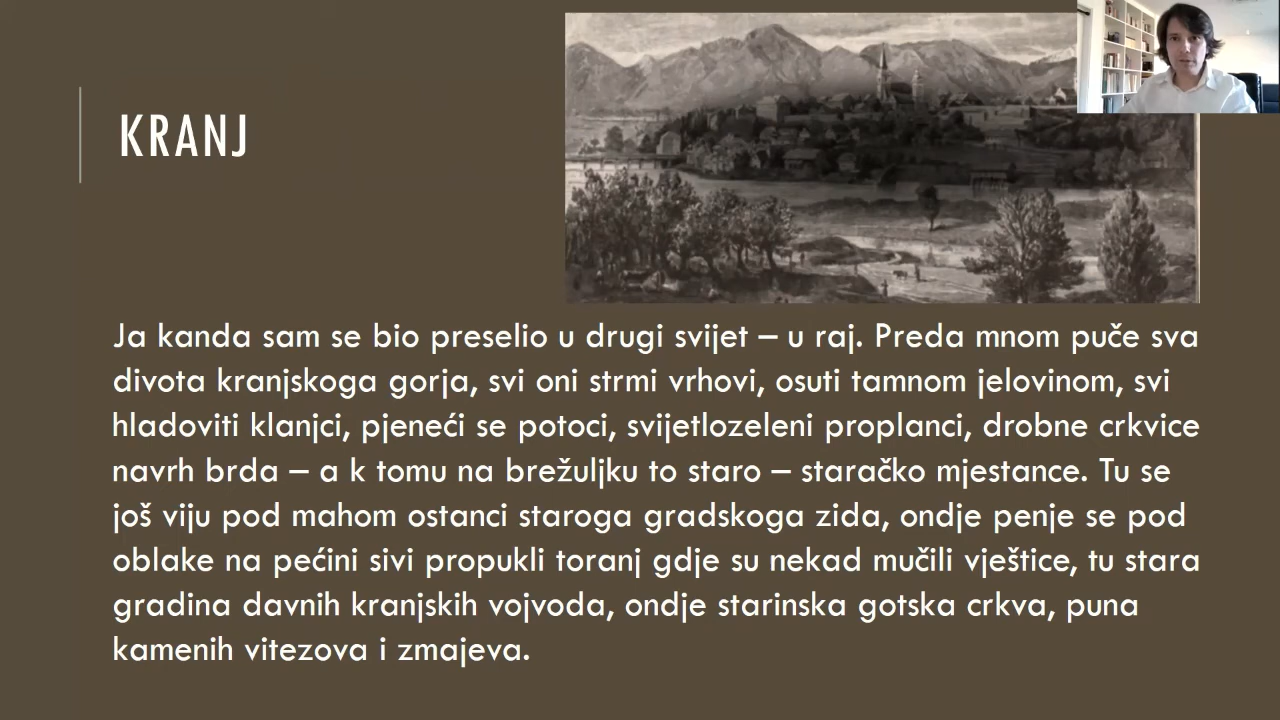 KRANJ
Ja kanda sam se bio preselio u drugi svijet – u raj. Preda mnom puče sva
divota kranjskoga gorja, svi oni strmi vrhovi, osuti tamnom jelovinom, svi
hladoviti klanjci, pjeneći se potoci, svijetlozeleni proplanci, drobne crkvice
navrh brda – a k tomu na brežuljku to staro – staračko mjestance. Tu se
još viju pod mahom ostanci staroga gradskoga zida, ondje penje se pod
oblake na pećini sivi propukli toranj gdje su nekad mučili vještice, tu stara
gradina davnih kranjskih vojvoda, ondje starinska gotska crkva, puna
kamenih vitezova i zmajeva.